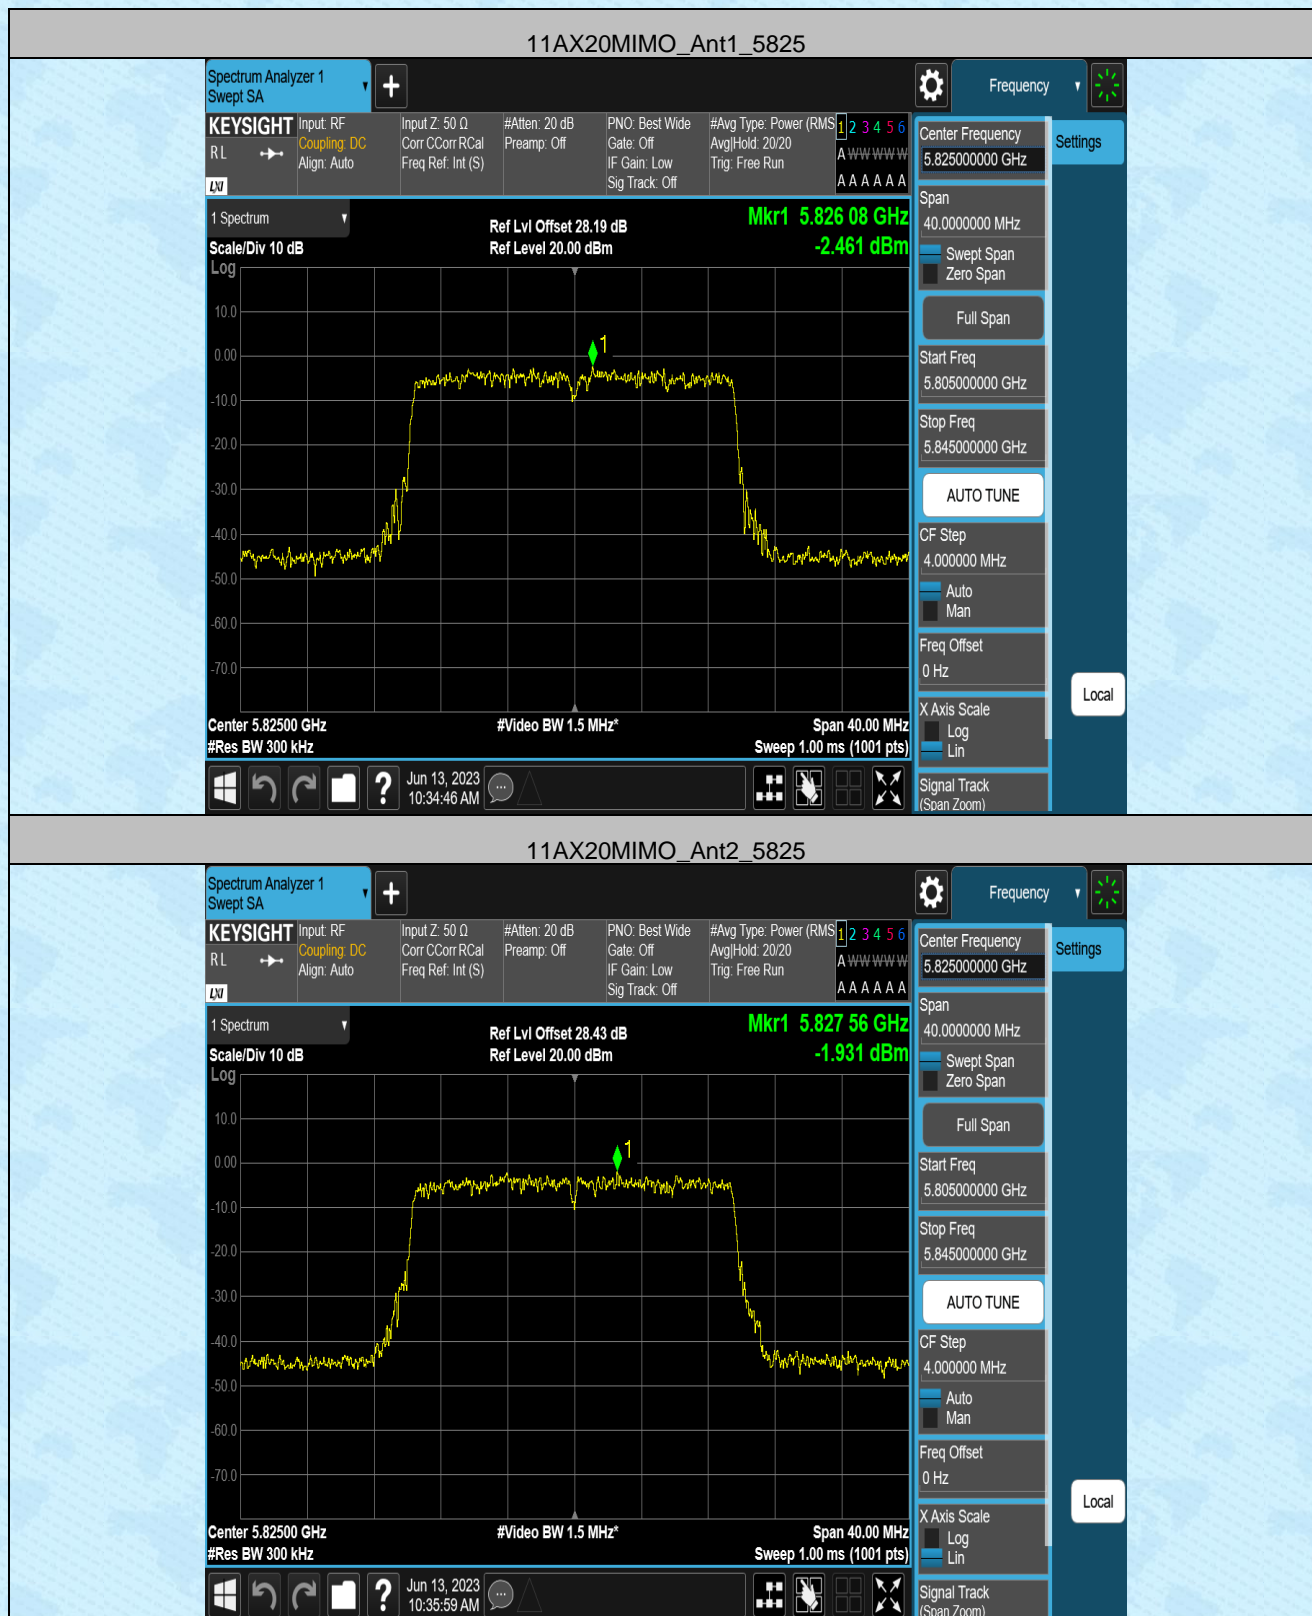 11AX20MIMO_Ant1_5825
Spectrum Analyzer 1
Swept SA
Frequency
KEYSIGHT
R L
LXI
Input: RF
Coupling: DC
Align: Auto
Input Z: 50 Ω
Corr CCorr RCal
Freq Ref: Int (S)
#Atten: 20 dB
Preamp: Off
PNO: Best Wide
Gate: Off
IF Gain: Low
Sig Track: Off
#Avg Type: Power (RMS
Avg|Hold: 20/20
Trig: Free Run
1 2 3 4 5 6
A W W W W W
A A A A A A
1 Spectrum
Scale/Div 10 dB
Log
Ref Lvl Offset 28.19 dB
Ref Level 20.00 dBm
Mkr1 5.826 08 GHz
-2.461 dBm
10.0
0.00
-10.0
-20.0
-30.0
-40.0
-50.0
-60.0
-70.0
1
Center 5.82500 GHz
#Res BW 300 kHz
#Video BW 1.5 MHz*
Span 40.00 MHz
Sweep 1.00 ms (1001 pts)
Jun 13, 2023
10:34:46 AM
Center Frequency
5.825000000 GHz
Span
40.0000000 MHz
Swept Span
Zero Span
Full Span
Start Freq
5.805000000 GHz
Stop Freq
5.845000000 GHz
AUTO TUNE
CF Step
4.000000 MHz
Auto
Man
Freq Offset
0 Hz
X Axis Scale
Log
Lin
Signal Track
(Span Zoom)
Settings
Local
11AX20MIMO_Ant2_5825
Spectrum Analyzer 1
Swept SA
Frequency
KEYSIGHT
R L
LXI
Input: RF
Coupling: DC
Align: Auto
Input Z: 50 Ω
Corr CCorr RCal
Freq Ref: Int (S)
#Atten: 20 dB
Preamp: Off
PNO: Best Wide
Gate: Off
IF Gain: Low
Sig Track: Off
#Avg Type: Power (RMS
Avg|Hold: 20/20
Trig: Free Run
1 2 3 4 5 6
A W W W W W
A A A A A A
1 Spectrum
Scale/Div 10 dB
Log
Ref Lvl Offset 28.43 dB
Ref Level 20.00 dBm
Mkr1 5.827 56 GHz
-1.931 dBm
10.0
0.00
-10.0
-20.0
-30.0
-40.0
-50.0
-60.0
-70.0
1
Center 5.82500 GHz
#Res BW 300 kHz
#Video BW 1.5 MHz*
Span 40.00 MHz
Sweep 1.00 ms (1001 pts)
Jun 13, 2023
10:35:59 AM
Center Frequency
5.825000000 GHz
Span
40.0000000 MHz
Swept Span
Zero Span
Full Span
Start Freq
5.805000000 GHz
Stop Freq
5.845000000 GHz
AUTO TUNE
CF Step
4.000000 MHz
Auto
Man
Freq Offset
0 Hz
X Axis Scale
Log
Lin
Signal Track
(Span Zoom)
Settings
Local